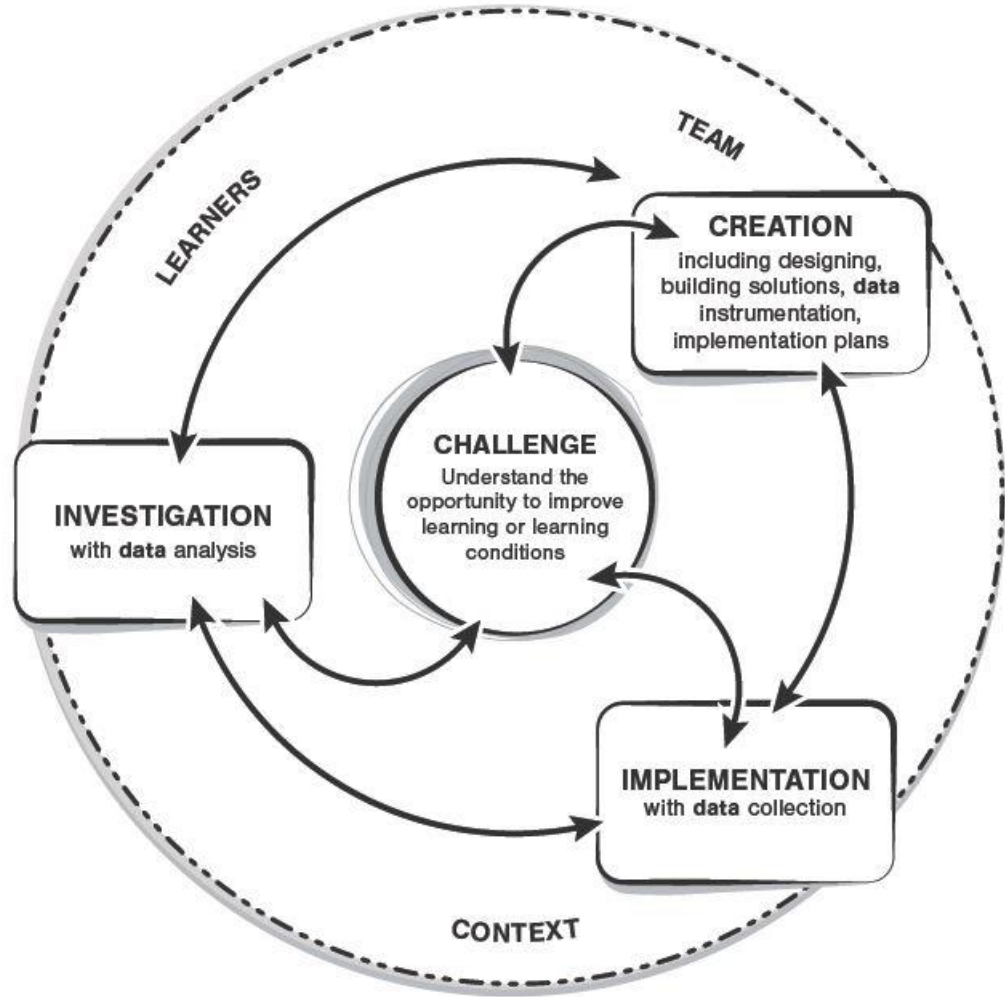 LEARNERS
TEAM
CREATION
including designing,
building solutions, data
instrumentation,
implementation plans
CHALLENGE
Understand the
opportunity to improve
learning or learning
conditions
INVESTIGATION
with data analysis
IMPLEMENTATION
with data collection
CONTEXT